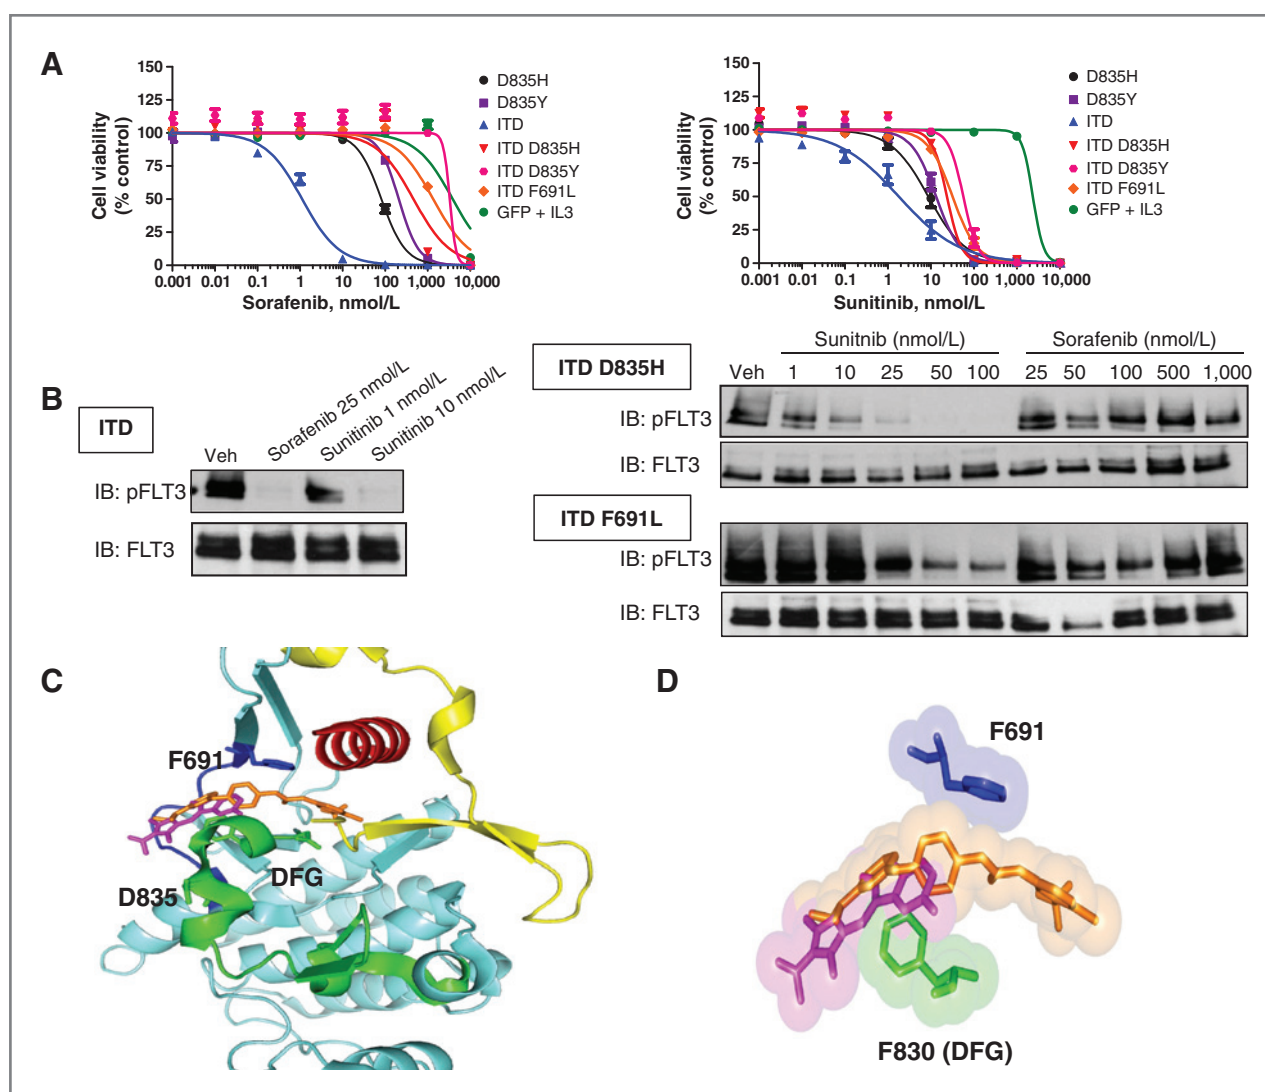 A
150
125
100
75
50
25
0
Cell viability
(% control)
0.001 0.01 0.1 1 10 100 1,000 10,000
Sorafenib, nmol/L
D835H
D835Y
ITD
ITD D835H
ITD D835Y
ITD F691L
GFP + IL3
150
125
100
75
50
25
0
Cell viability
(% control)
0.001 0.01 0.1 1 10 100 1,000 10,000
Sunitinib, nmol/L
D835H
D835Y
ITD
ITD D835H
ITD D835Y
ITD F691L
GFP + IL3
B
ITD
Veh Sorafenib 25 nmol/L Sunitinib 1 nmol/L Sunitinib 10 nmol/L
IB: pFLT3
IB: FLT3
ITD D835H
Sunitnib (nmol/L) Sorafenib (nmol/L)
Veh 1 10 25 50 100 25 50 100 500 1,000
IB: pFLT3
IB: FLT3
ITD F691L
IB: pFLT3
IB: FLT3
C
F691
DFG
D835
D
F691
F830 (DFG)